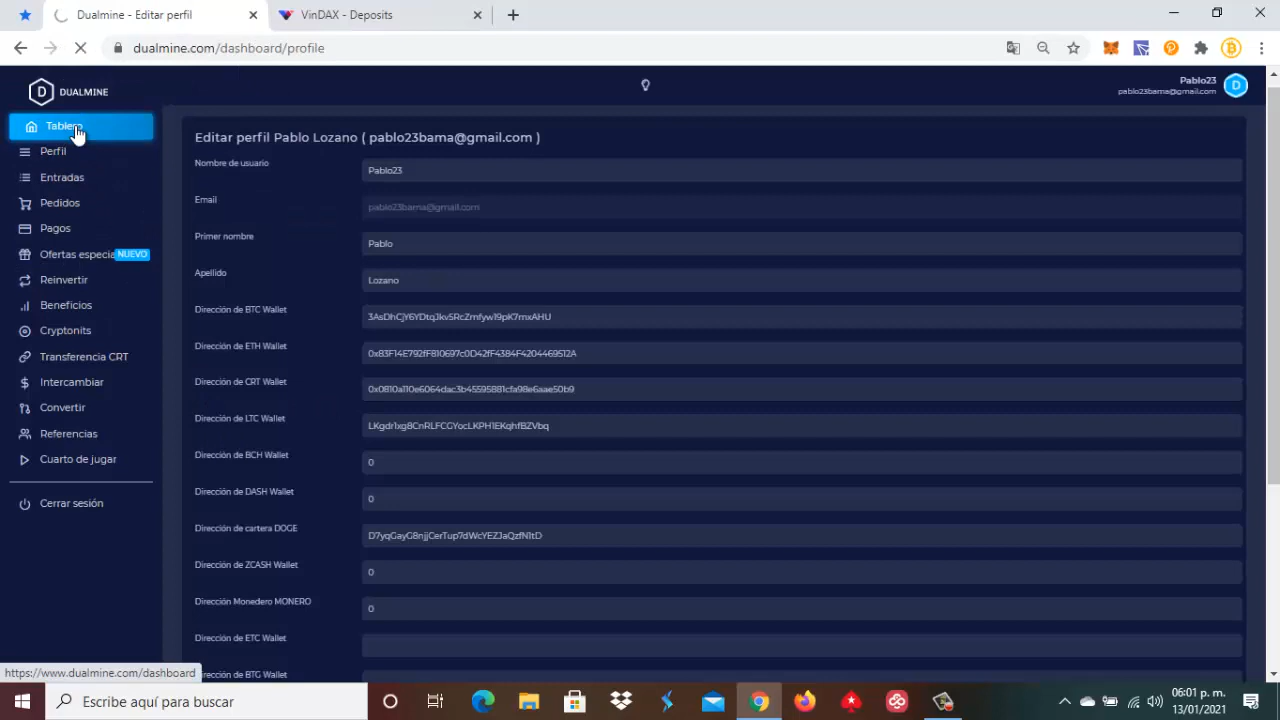 Dualmine - Editar perfil
VinDAX - Deposits
dualmine.com/dashboard/profile
DUALMINE
Pablo23
pablo23bama@gmail.com
Tablero
Perfil
Entradas
Pedidos
Pagos
Ofertas especia NUEVO
Reinvertir
Beneficios
Cryptonits
Transferencia CRT
Intercambiar
Convertir
Referencias
Cuarto de jugar
Cerrar sesión
Editar perfil Pablo Lozano ( pablo23bama@gmail.com )
Nombre de usuario
Pablo23
Email
pablo23bama@gmail.com
Primer nombre
Pablo
Apellido
Lozano
Dirección de BTC Wallet
3AsDhCjY6YDtqJkv5RcZmfywl9pK7mxAHU
Dirección de ETH Wallet
0x83F14E792fF810697c0D42fF4384F4204469512A
Dirección de CRT Wallet
0x0810a110e6064dac3b45595881cfa98e6aae50b9
Dirección de LTC Wallet
LKgdr1xg8CnRLFCGYocLKPH1EKqhfBZVbq
Dirección de BCH Wallet
0
Dirección de DASH Wallet
0
Dirección de cartera DOGE
D7yqGayG8njjCerTup7dWcYEZJaQzfN1tD
Dirección de ZCASH Wallet
0
Dirección Monedero MONERO
0
Dirección de ETC Wallet
Dirección de BTG Wallet
https://www.dualmine.com/dashboard
Escribe aquí para buscar
06:01 p. m.
13/01/2021